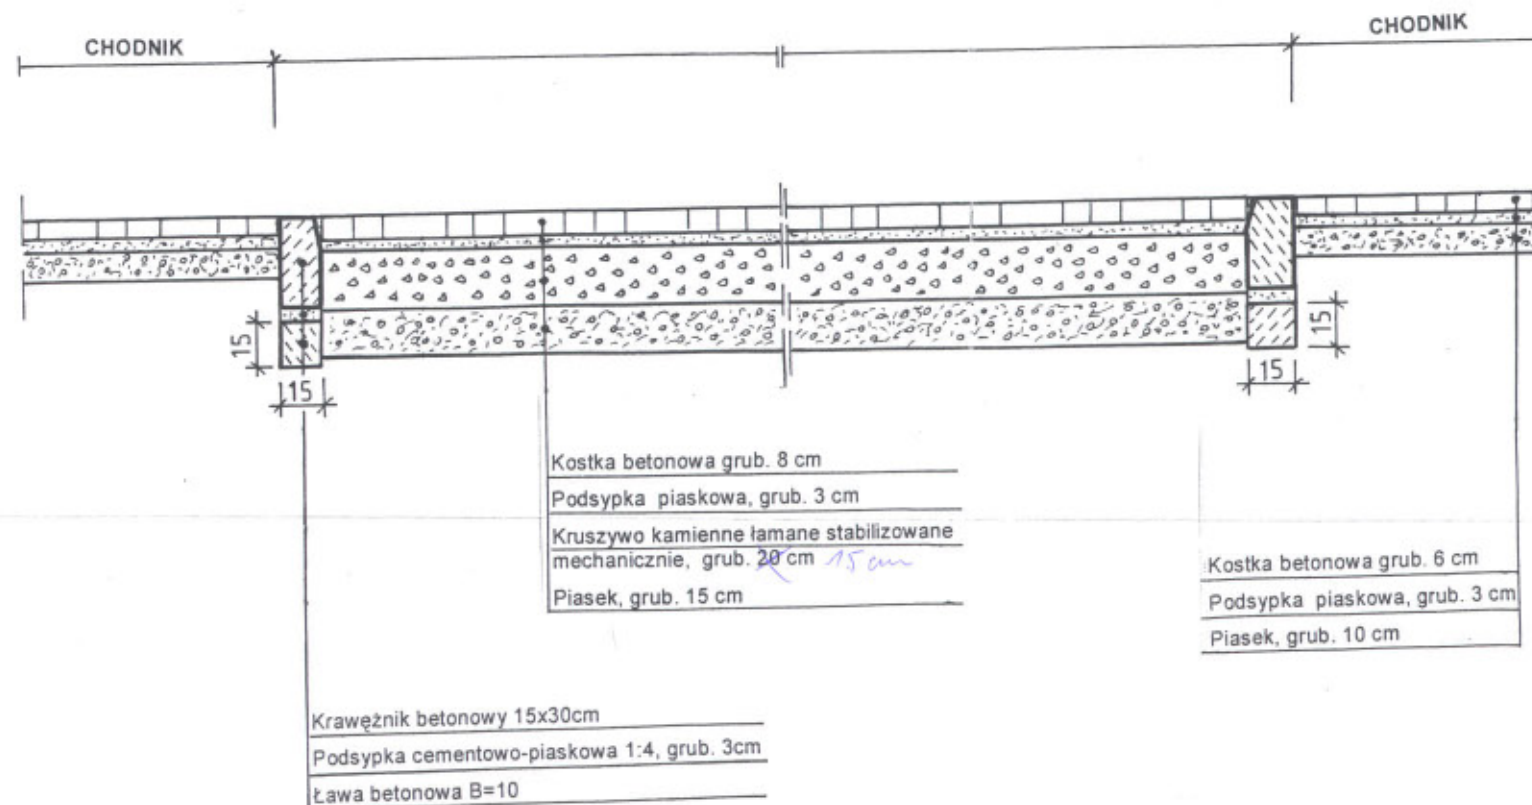 CHODNIK
CHODNIK
15
15
15
15
Kostka betonowa grub. 8 cm
Podsypka piaskowa, grub. 3 cm
Kruszywo kamienne łamane stabilizowane
mechanicznie, grub. 20 cm 15 cm
Piasek, grub. 15 cm
Kostka betonowa grub. 6 cm
Podsypka piaskowa, grub. 3 cm
Piasek, grub. 10 cm
Krawężnik betonowy 15x30cm
Podsypka cementowo-piaskowa 1:4, grub. 3cm
Ława betonowa B=10